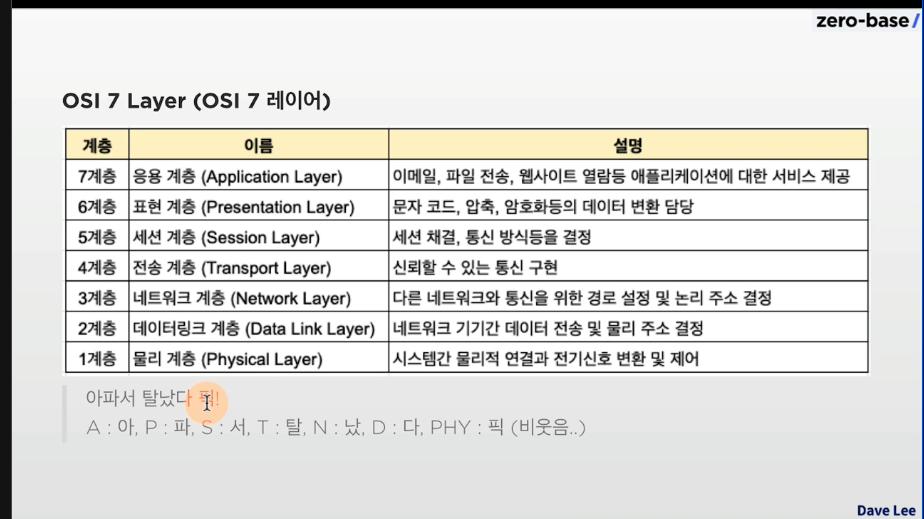 zero-base/
OSI 7 Layer (OSI 7 레이어)
계층 이름 설명
7계층 응용 계층 (Application Layer) 이메일, 파일 전송, 웹사이트 열람등 애플리케이션에 대한 서비스 제공
6계층 표현 계층 (Presentation Layer) 문자 코드, 압축, 암호화등의 데이터 변환 담당
5계층 세션 계층 (Session Layer) 세션 채결, 통신 방식등을 결정
4계층 전송 계층 (Transport Layer) 신뢰할 수 있는 통신 구현
3계층 네트워크 계층 (Network Layer) 다른 네트워크와 통신을 위한 경로 설정 및 논리 주소 결정
2계층 데이터링크 계층 (Data Link Layer) 네트워크 기기간 데이터 전송 및 물리 주소 결정
1계층 물리 계층 (Physical Layer) 시스템간 물리적 연결과 전기신호 변환 및 제어
아파서 탈났다 픽!
A : 아, P : 파, S : 서, T : 탈, N : 났, D : 다, PHY : 픽 (비웃음..)
Dave Lee